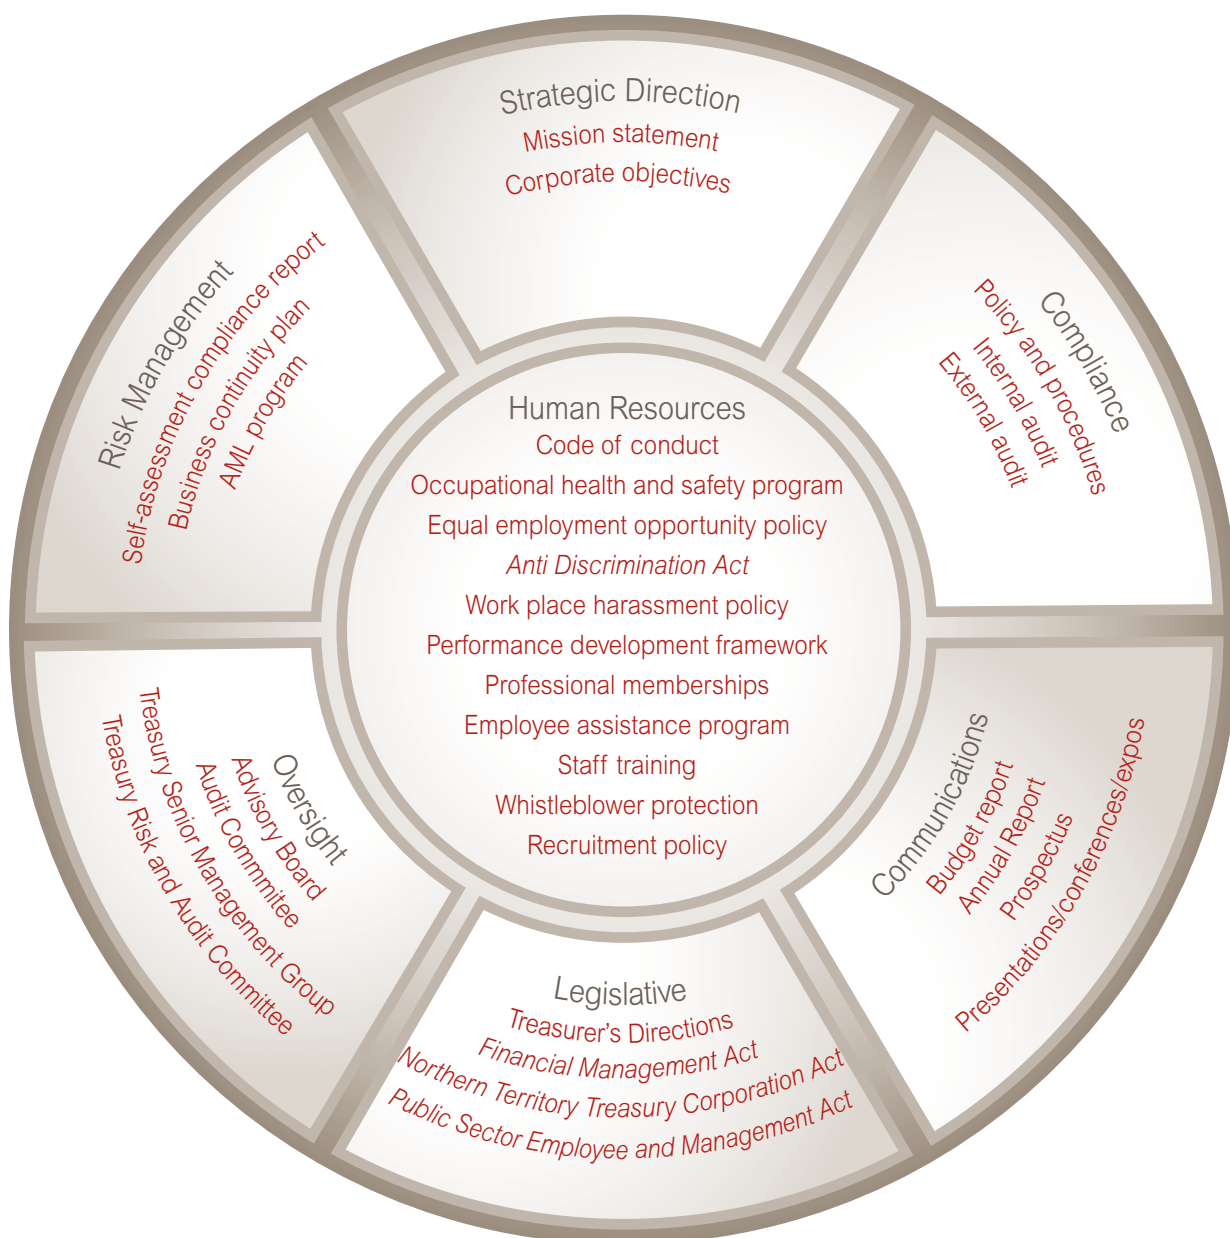 Strategic Direction
Mission statement
Corporate objectives
Compliance
Policy and procedures
Internal audit
External audit
Communications
Budget report
Annual Report
Prospectus
Presentations/conferences/expos
Legislative
Treasurer's Directions
Financial Management Act
Northern Territory Treasury Corporation Act
Public Sector Employee and Management Act
Oversight
Advisory Board
Audit Committee
Treasury Senior Management Group
Treasury Risk and Audit Committee
Risk Management
Self-assessment compliance report
Business continuity plan
AML program
Human Resources
Code of conduct
Occupational health and safety program
Equal employment opportunity policy
Anti Discrimination Act
Work place harassment policy
Performance development framework
Professional memberships
Employee assistance program
Staff training
Whistleblower protection
Recruitment policy